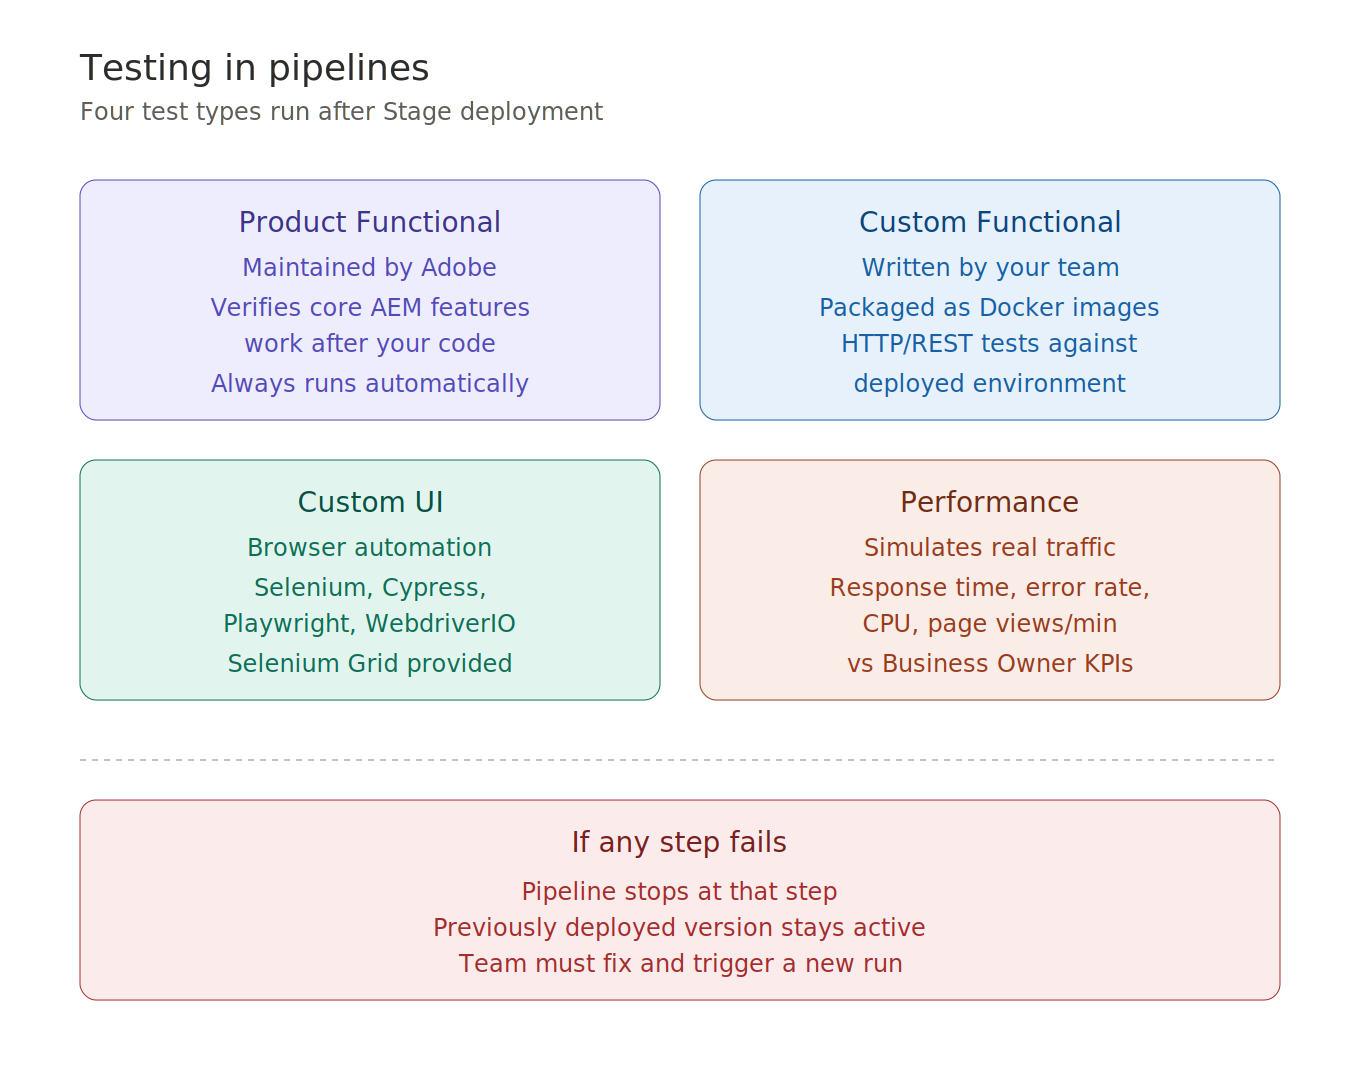 Testing in pipelines
Four test types run after Stage deployment
Product Functional
Maintained by Adobe
Verifies core AEM features
work after your code
Always runs automatically
Custom Functional
Written by your team
Packaged as Docker images
HTTP/REST tests against
deployed environment
Custom UI
Browser automation
Selenium, Cypress,
Playwright, WebdriverIO
Selenium Grid provided
Performance
Simulates real traffic
Response time, error rate,
CPU, page views/min
vs Business Owner KPIs
If any step fails
Pipeline stops at that step
Previously deployed version stays active
Team must fix and trigger a new run